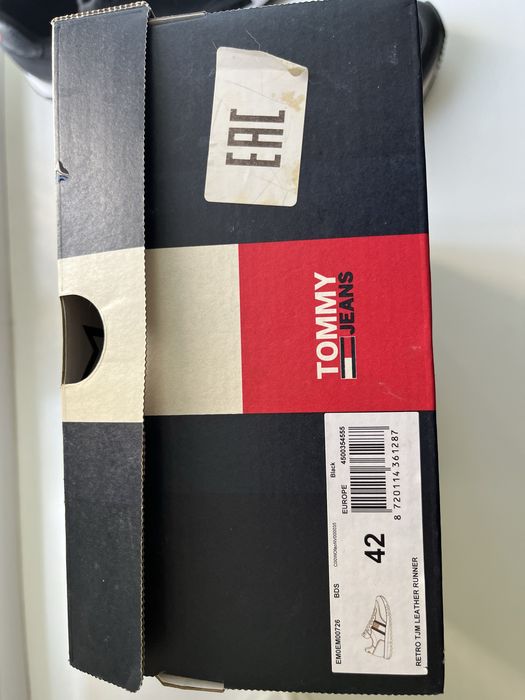 EAC
TOMMY
JEANS
EM0EM00726 BDS Black
EUROPE 4500354555
42
8 720114 361287
RETRO TJM LEATHER RUNNER